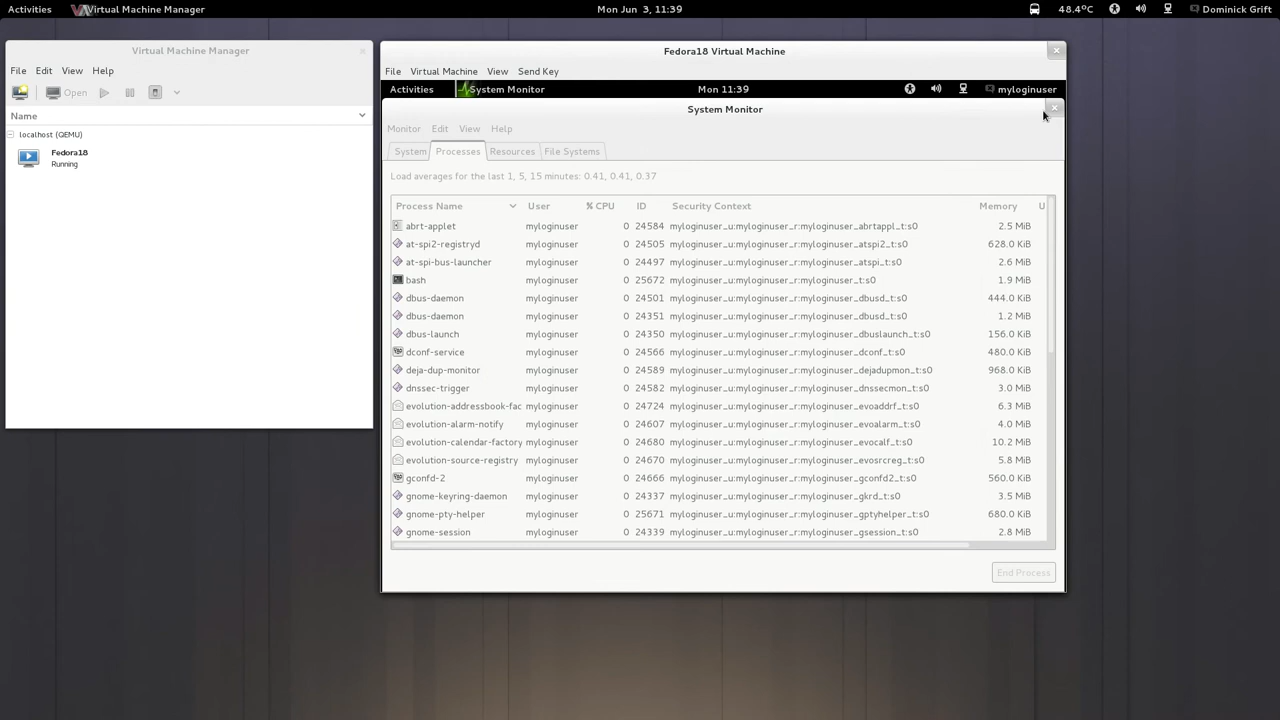 Activities Virtual Machine Manager Mon Jun 3, 11:39 48.4°C Dominick Grift
Virtual Machine Manager
File Edit View Help
Open
Name
localhost (QEMU)
Fedora18
Running
Fedora18 Virtual Machine
File Virtual Machine View Send Key
Activities System Monitor Mon 11:39 myloginuser
System Monitor
Monitor Edit View Help
System Processes Resources File Systems
Load averages for the last 1, 5, 15 minutes: 0.41, 0.41, 0.37
Process Name User % CPU ID Security Context Memory U
abrt-applet myloginuser 0 24584 myloginuser_u:myloginuser_r:myloginuser_abrtappl_t:s0 2.5 MiB
at-spi2-registryd myloginuser 0 24505 myloginuser_u:myloginuser_r:myloginuser_atspi2_t:s0 628.0 KiB
at-spi-bus-launcher myloginuser 0 24497 myloginuser_u:myloginuser_r:myloginuser_atspi_t:s0 2.6 MiB
bash myloginuser 0 25672 myloginuser_u:myloginuser_r:myloginuser_t:s0 1.9 MiB
dbus-daemon myloginuser 0 24501 myloginuser_u:myloginuser_r:myloginuser_dbusd_t:s0 444.0 KiB
dbus-daemon myloginuser 0 24351 myloginuser_u:myloginuser_r:myloginuser_dbusd_t:s0 1.2 MiB
dbus-launch myloginuser 0 24350 myloginuser_u:myloginuser_r:myloginuser_dbuslaunch_t:s0 156.0 KiB
dconf-service myloginuser 0 24566 myloginuser_u:myloginuser_r:myloginuser_dconf_t:s0 480.0 KiB
deja-dup-monitor myloginuser 0 24589 myloginuser_u:myloginuser_r:myloginuser_dejadupmon_t:s0 968.0 KiB
dnssec-trigger myloginuser 0 24582 myloginuser_u:myloginuser_r:myloginuser_dnssecmon_t:s0 3.0 MiB
evolution-addressbook-fac myloginuser 0 24724 myloginuser_u:myloginuser_r:myloginuser_evoaddrf_t:s0 6.3 MiB
evolution-alarm-notify myloginuser 0 24607 myloginuser_u:myloginuser_r:myloginuser_evoalarm_t:s0 4.0 MiB
evolution-calendar-factory myloginuser 0 24680 myloginuser_u:myloginuser_r:myloginuser_evocalf_t:s0 10.2 MiB
evolution-source-registry myloginuser 0 24670 myloginuser_u:myloginuser_r:myloginuser_evosrcreg_t:s0 5.8 MiB
gconfd-2 myloginuser 0 24666 myloginuser_u:myloginuser_r:myloginuser_gconfd2_t:s0 560.0 KiB
gnome-keyring-daemon myloginuser 0 24337 myloginuser_u:myloginuser_r:myloginuser_gkrd_t:s0 3.5 MiB
gnome-pty-helper myloginuser 0 25671 myloginuser_u:myloginuser_r:myloginuser_gptyhelper_t:s0 680.0 KiB
gnome-session myloginuser 0 24339 myloginuser_u:myloginuser_r:myloginuser_gsession_t:s0 2.8 MiB
End Process